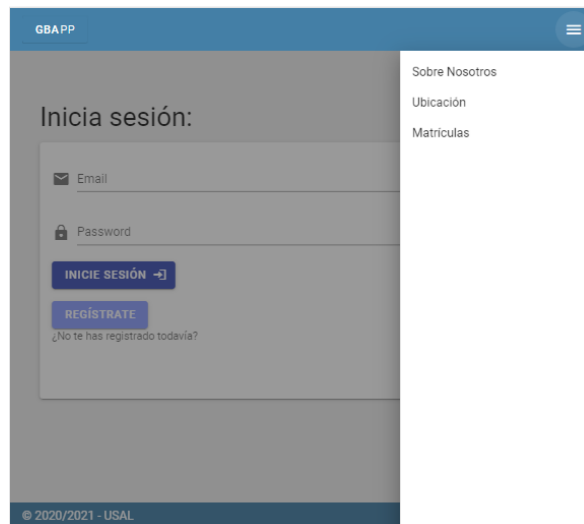 GBAPP
Sobre Nosotros
Ubicación
Matrículas
Inicia sesión:
Email
Password
INICIE SESIÓN
REGÍSTRATE
¿No te has registrado todavía?
© 2020/2021 - USAL